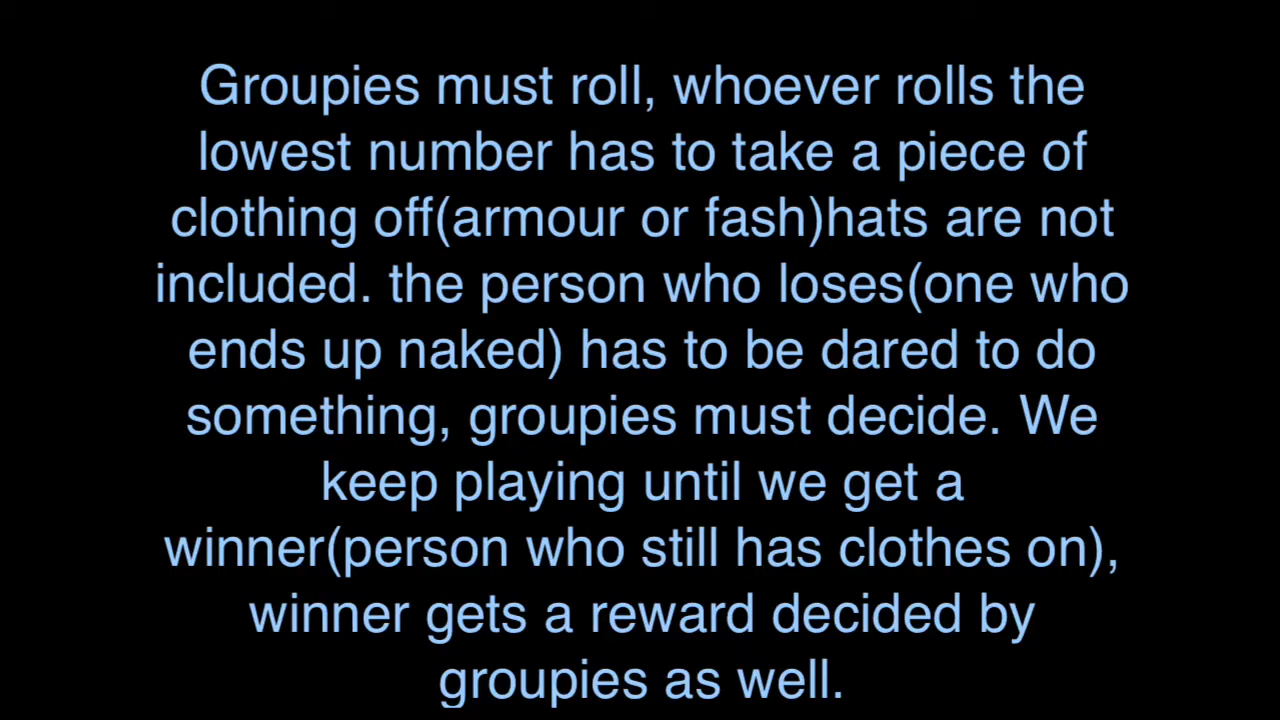 Groupies must roll, whoever rolls the
lowest number has to take a piece of
clothing off(armour or fash)hats are not
included. the person who loses(one who
ends up naked) has to be dared to do
something, groupies must decide. We
keep playing until we get a
winner(person who still has clothes on),
winner gets a reward decided by
groupies as well.